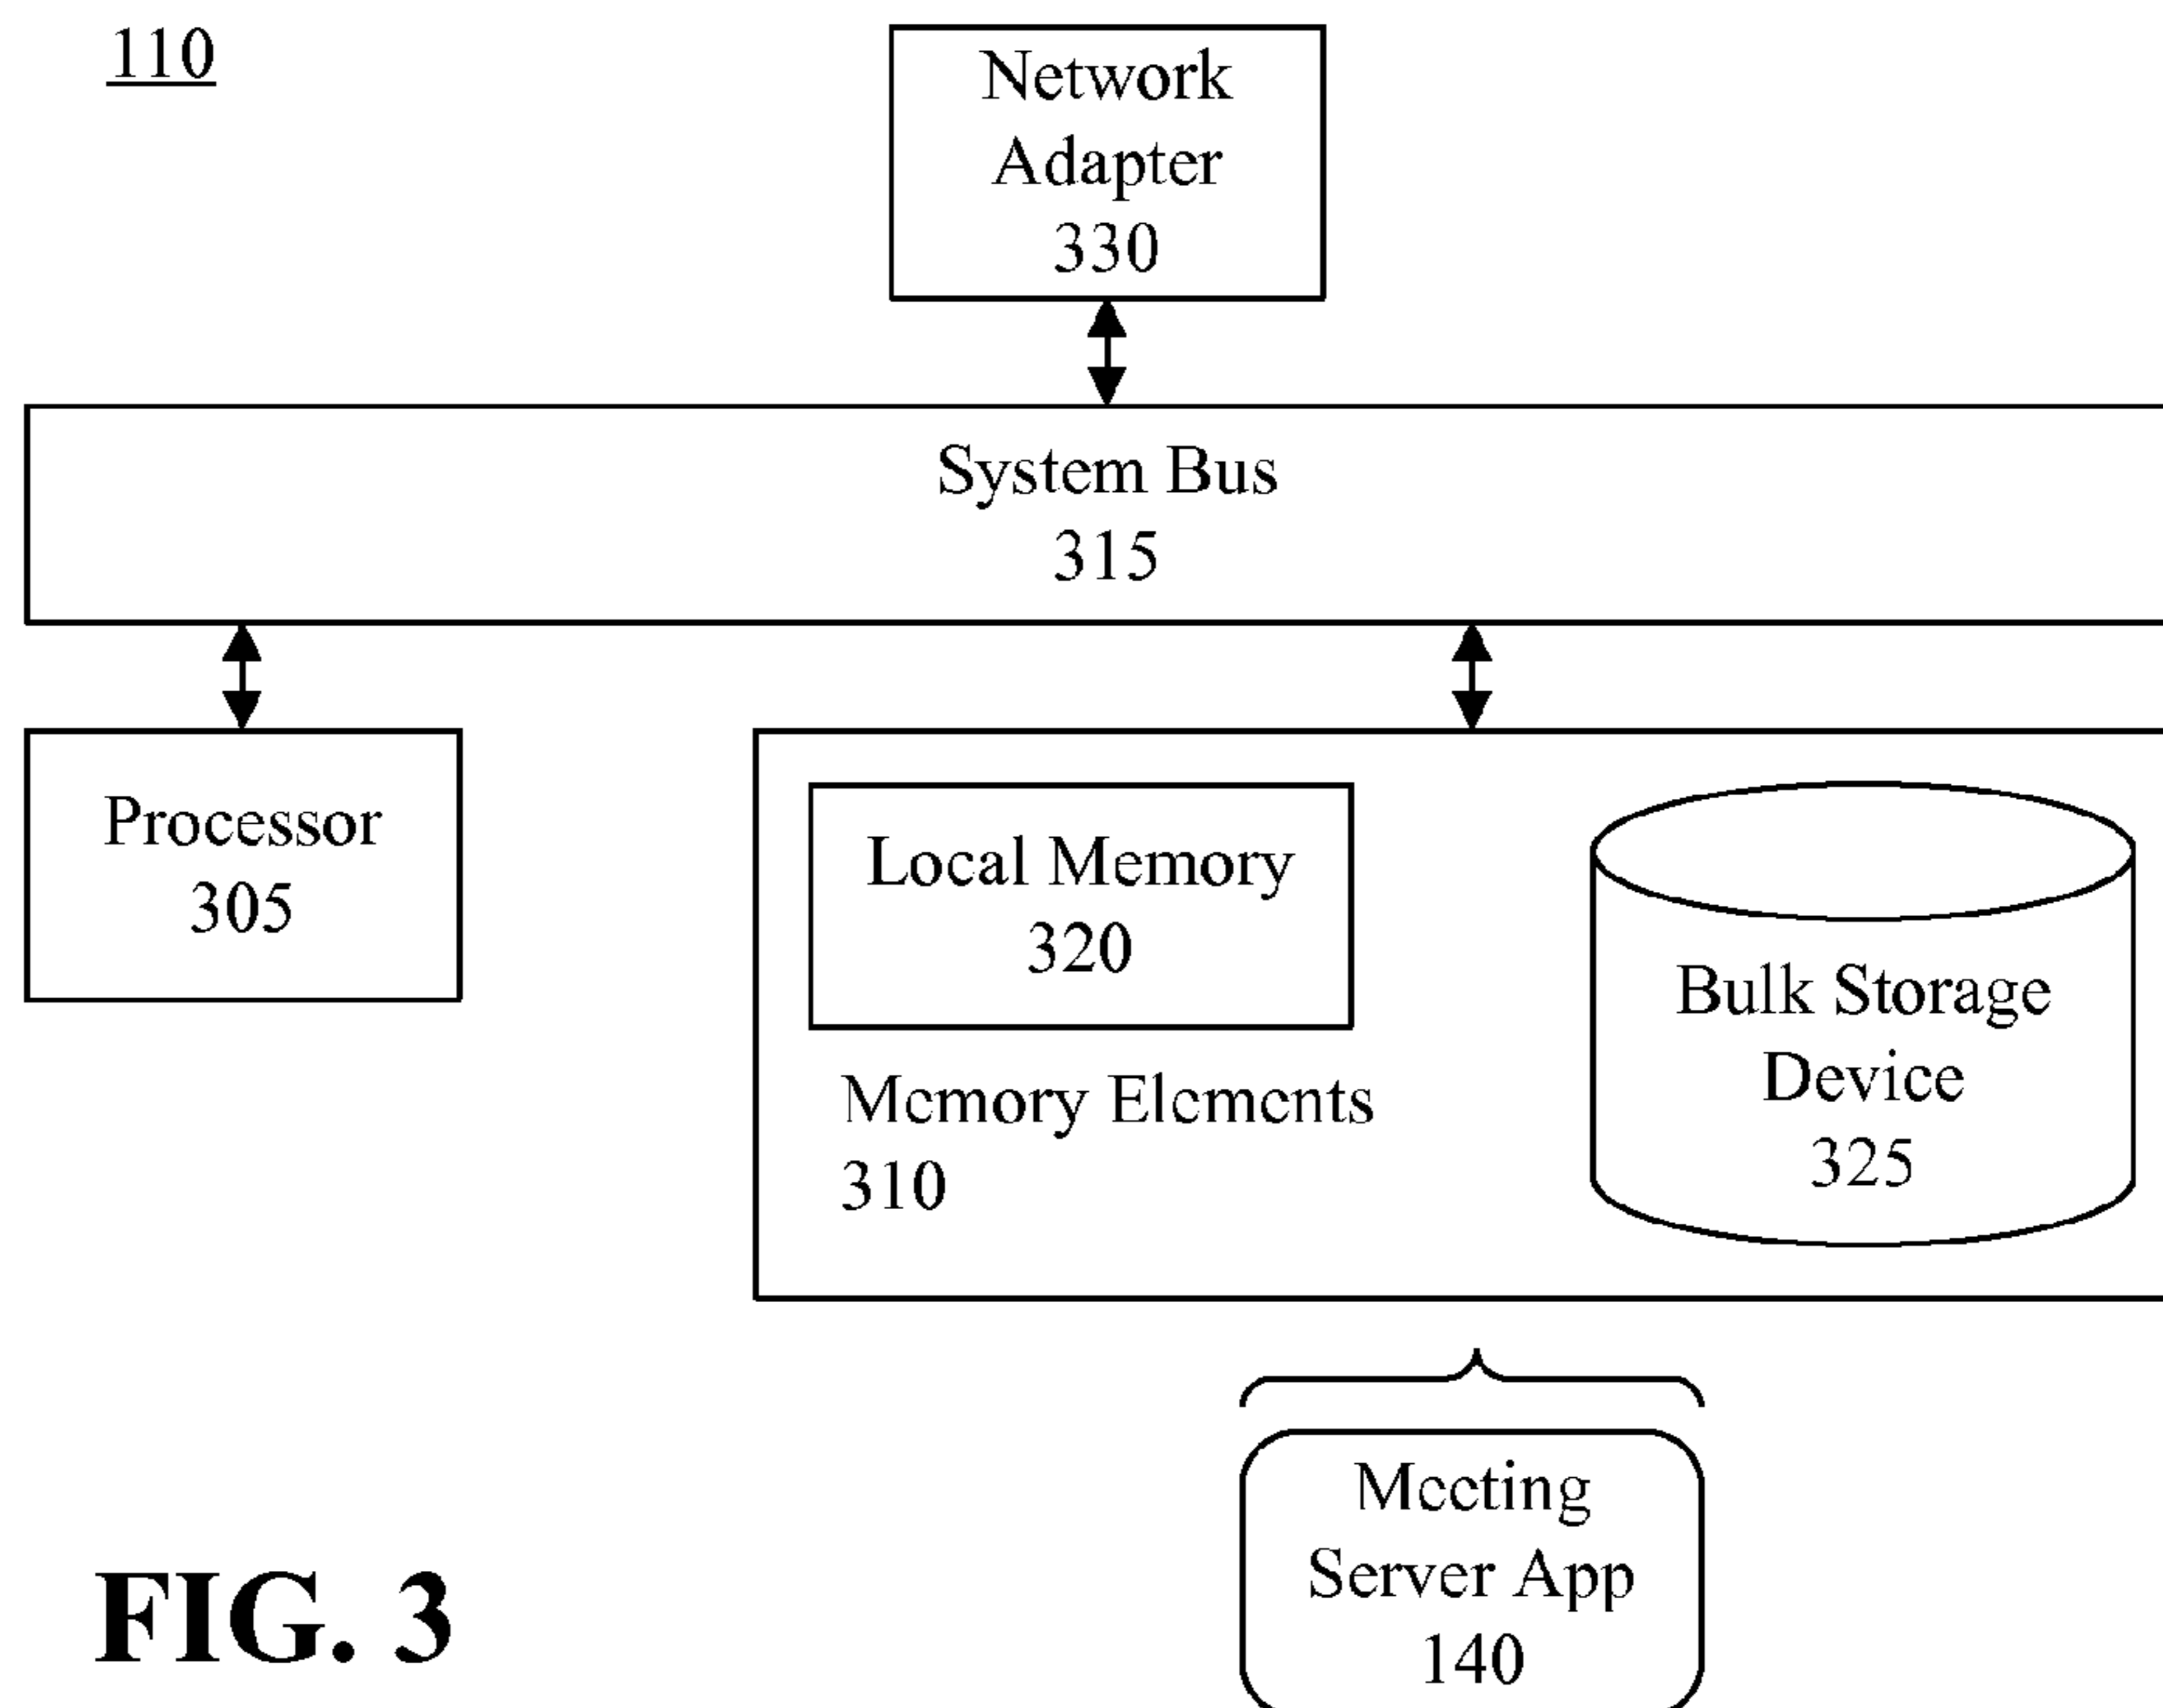 110
Network
Adapter
330
System Bus
315
Processor
305
Local Memory
320
Memory Elements
310
Bulk Storage
Device
325
Meeting
Server App
140
FIG. 3